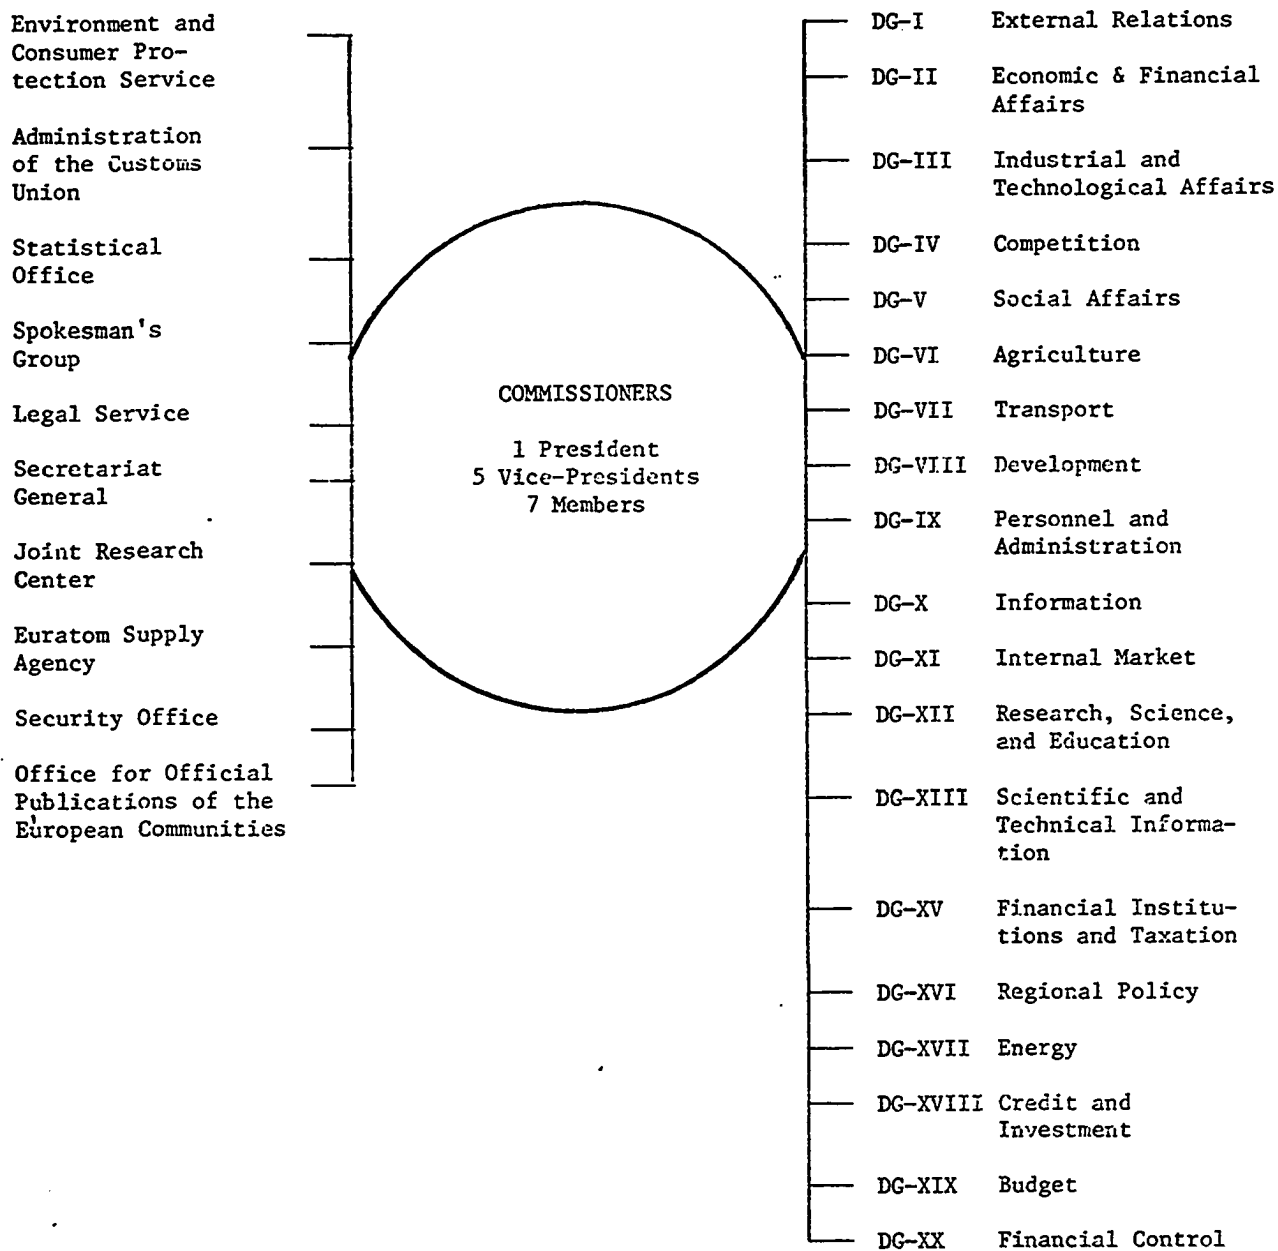 Environment and
Consumer Pro-
tection Service
Administration
of the Customs
Union
Statistical
Office
Spokesman's
Group
Legal Service
Secretariat
General
Joint Research
Center
Euratom Supply
Agency
Security Office
Office for Official
Publications of the
European Communities
COMMISSIONERS
1 President
5 Vice-Presidents
7 Members
DG-I External Relations
DG-II Economic & Financial
Affairs
DG-III Industrial and
Technological Affairs
DG-IV Competition
DG-V Social Affairs
DG-VI Agriculture
DG-VII Transport
DG-VIII Development
DG-IX Personnel and
Administration
DG-X Information
DG-XI Internal Market
DG-XII Research, Science,
and Education
DG-XIII Scientific and
Technical Informa-
tion
DG-XV Financial Institu-
tions and Taxation
DG-XVI Regional Policy
DG-XVII Energy
DG-XVIII Credit and
Investment
DG-XIX Budget
DG-XX Financial Control